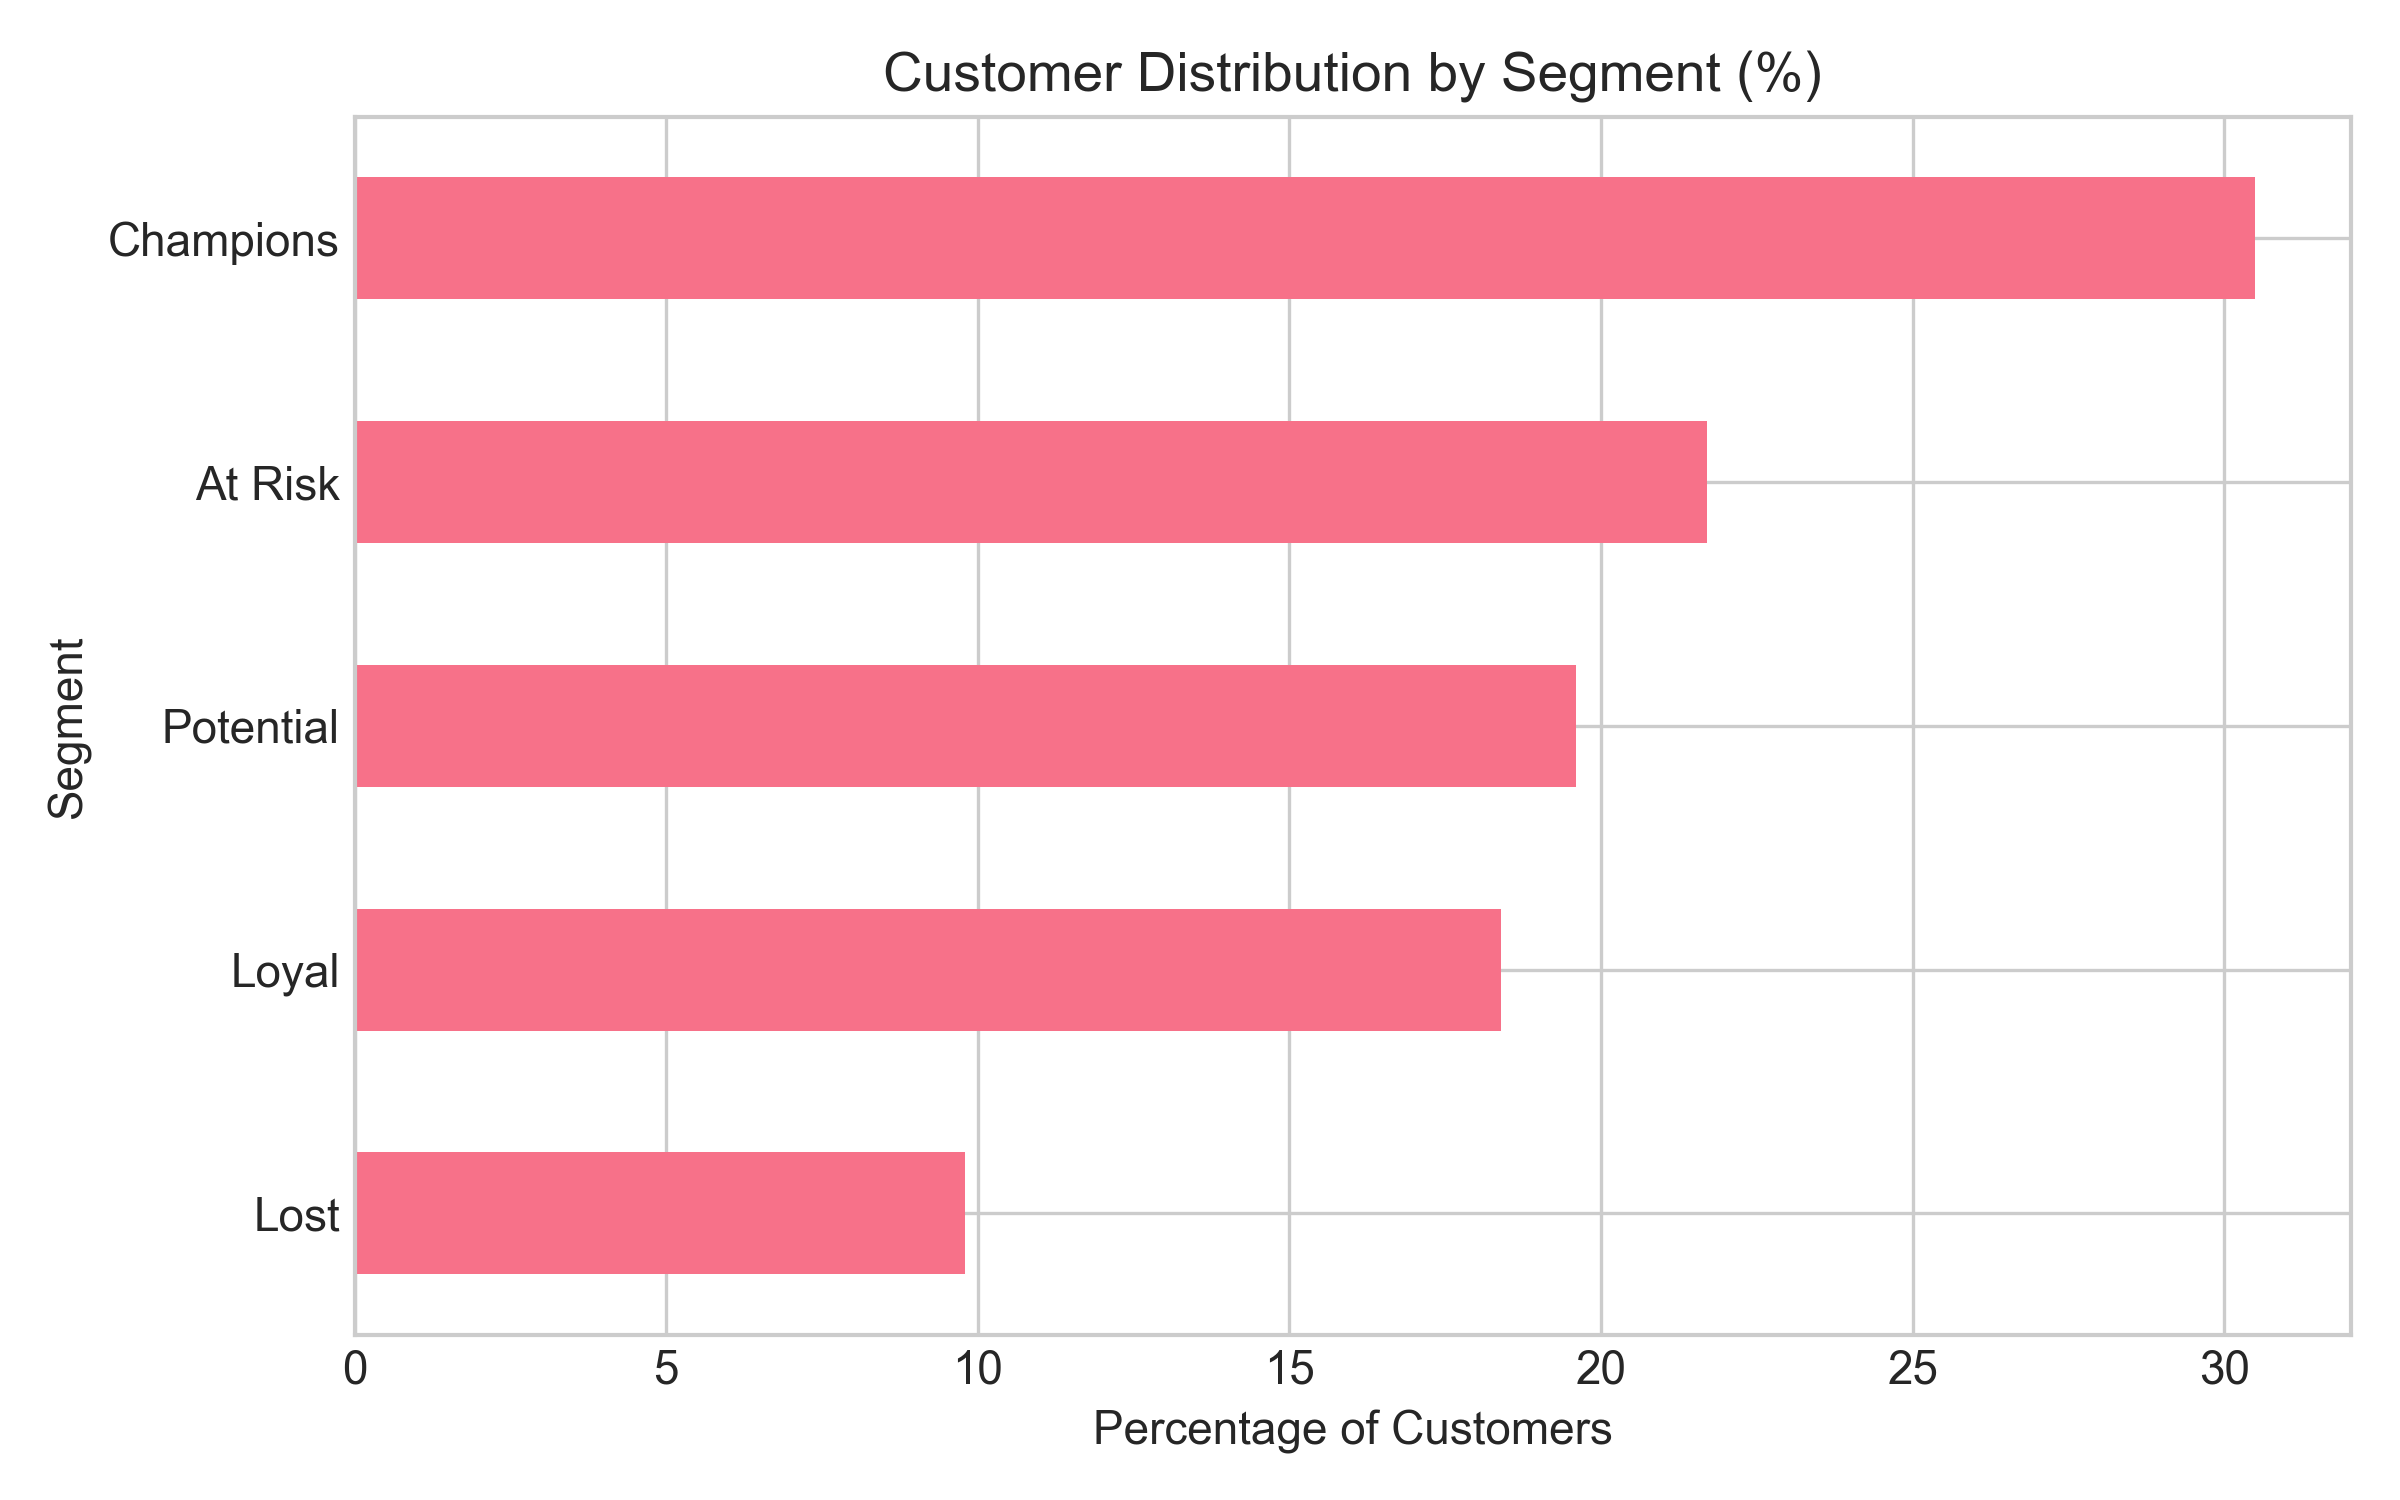 Customer Distribution by Segment (%)
Segment
Champions
At Risk
Potential
Loyal
Lost
0 5 10 15 20 25 30
Percentage of Customers